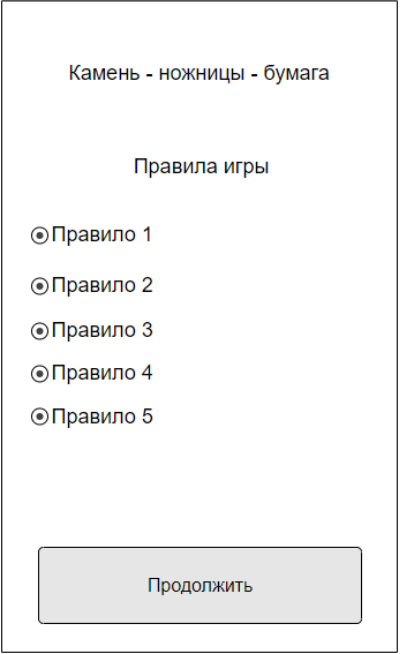 Камень - ножницы - бумага
Правила игры
Правило 1
Правило 2
Правило 3
Правило 4
Правило 5
Продолжить